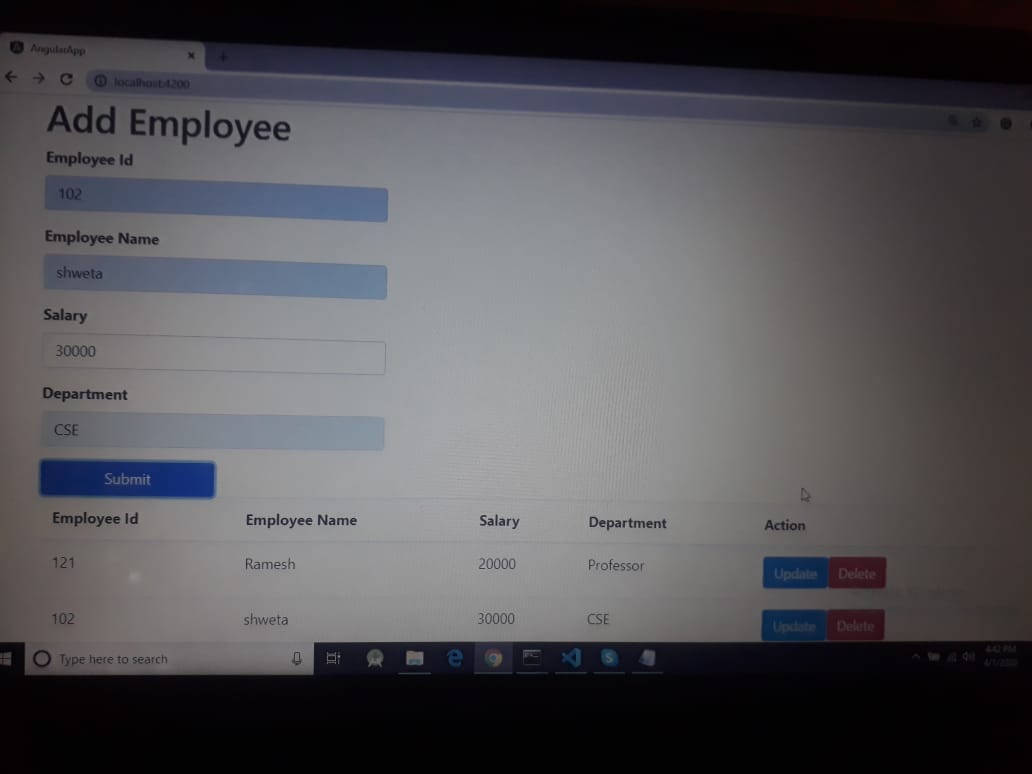 AngularApp
localhost:4200
Add Employee
Employee Id
102
Employee Name
shweta
Salary
30000
Department
CSE
Submit
Employee Id Employee Name Salary Department Action
121 Ramesh 20000 Professor Update Delete
102 shweta 30000 CSE Update Delete
Type here to search
4:42 PM
4/1/2020